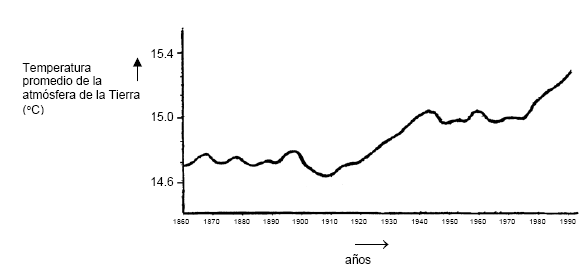 15.4
Temperatura
promedio de la
atmósfera de la Tierra
(°C)
15.0
14.6
1860 1870 1880 1890 1900 1910 1920 1930 1940 1950 1960 1970 1980 1990
años